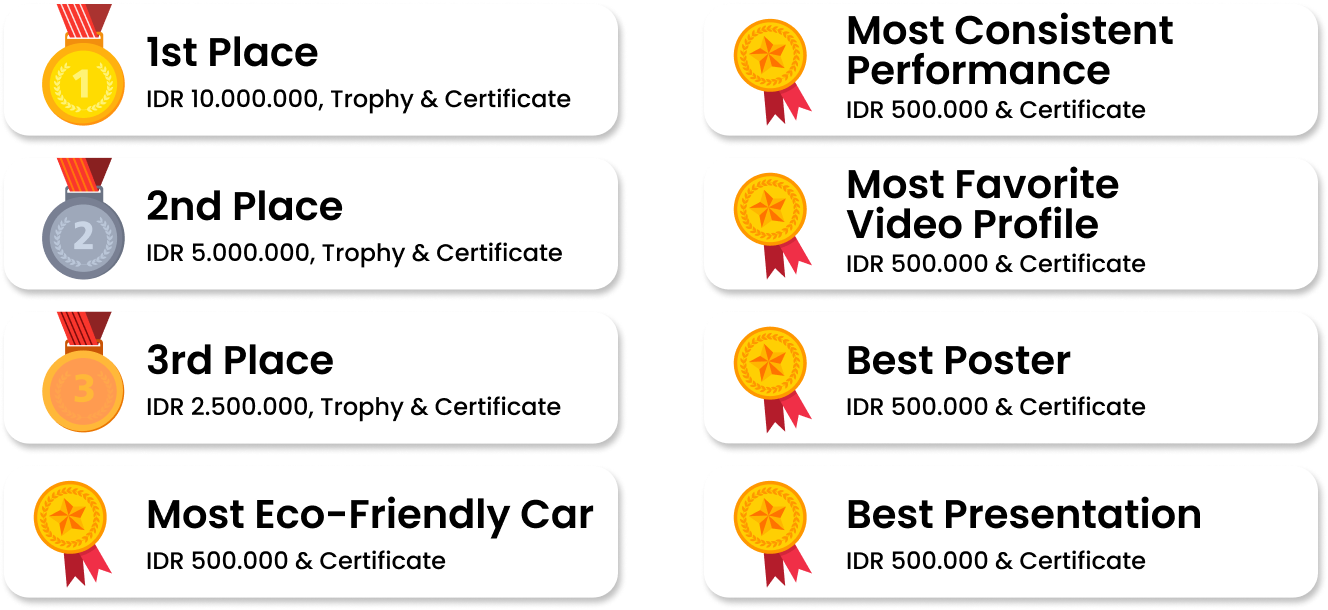 1
1st Place
IDR 10.000.000, Trophy & Certificate
2
2nd Place
IDR 5.000.000, Trophy & Certificate
3
3rd Place
IDR 2.500.000, Trophy & Certificate
Most Eco-Friendly Car
IDR 500.000 & Certificate
Most Consistent
Performance
IDR 500.000 & Certificate
Most Favorite
Video Profile
IDR 500.000 & Certificate
Best Poster
IDR 500.000 & Certificate
Best Presentation
IDR 500.000 & Certificate